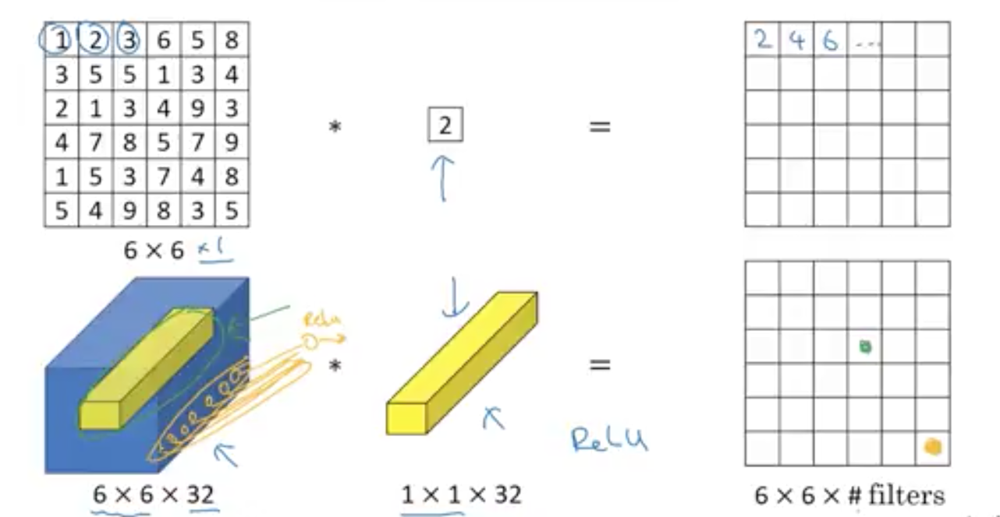 1 2 3 6 5 8
3 5 5 1 3 4
2 1 3 4 9 3
4 7 8 5 7 9
1 5 3 7 4 8
5 4 9 8 3 5
6 × 6 ×1
*
2
=
2 4 6 ...
ReLU
*
=
ReLU
6 × 6 × 32
1 × 1 × 32
6 × 6 × # filters